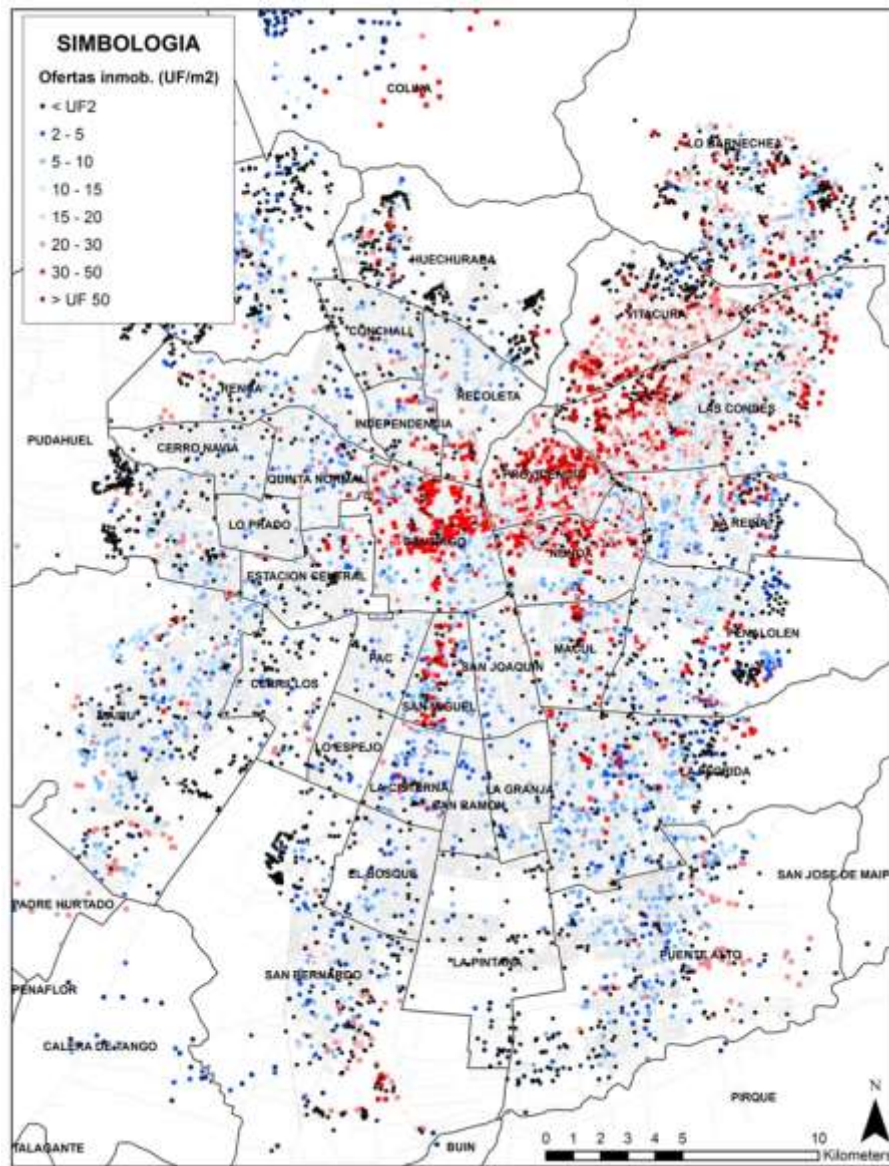 SIMBOLOGIA
Ofertas inmob. (UF/m2)
< UF2
2 - 5
5 - 10
10 - 15
15 - 20
20 - 30
30 - 50
> UF 50
COLINA
LO BARNECHEA
HUECHURABA
VITACURA
CONCHALI
RENCA
RECOLETA
INDEPENDENCIA
LAS CONDES
PUDAHUEL
CERRO NAVIA
QUINTA NORMAL
PROVIDENCIA
LO PRADO
LA REINA
SANTIAGO
NUNOA
ESTACION CENTRAL
PENALOLEN
MACUL
PAC
SAN JOAQUIN
CERRILLOS
SAN MIGUEL
MAIPU
LO ESPEJO
LA FLORIDA
LA CISTERNA
LA GRANJA
SAN RAMON
EL BOSQUE
SAN JOSE DE MAIP
PADRE HURTADO
PUENTE ALTO
LA PINTANA
SAN BERNARDO
PENAFLOR
CALERA DE TANGO
PIRQUE
N
TALAGANTE
BUIN
0 1 2 3 4 5 10
Kilometers